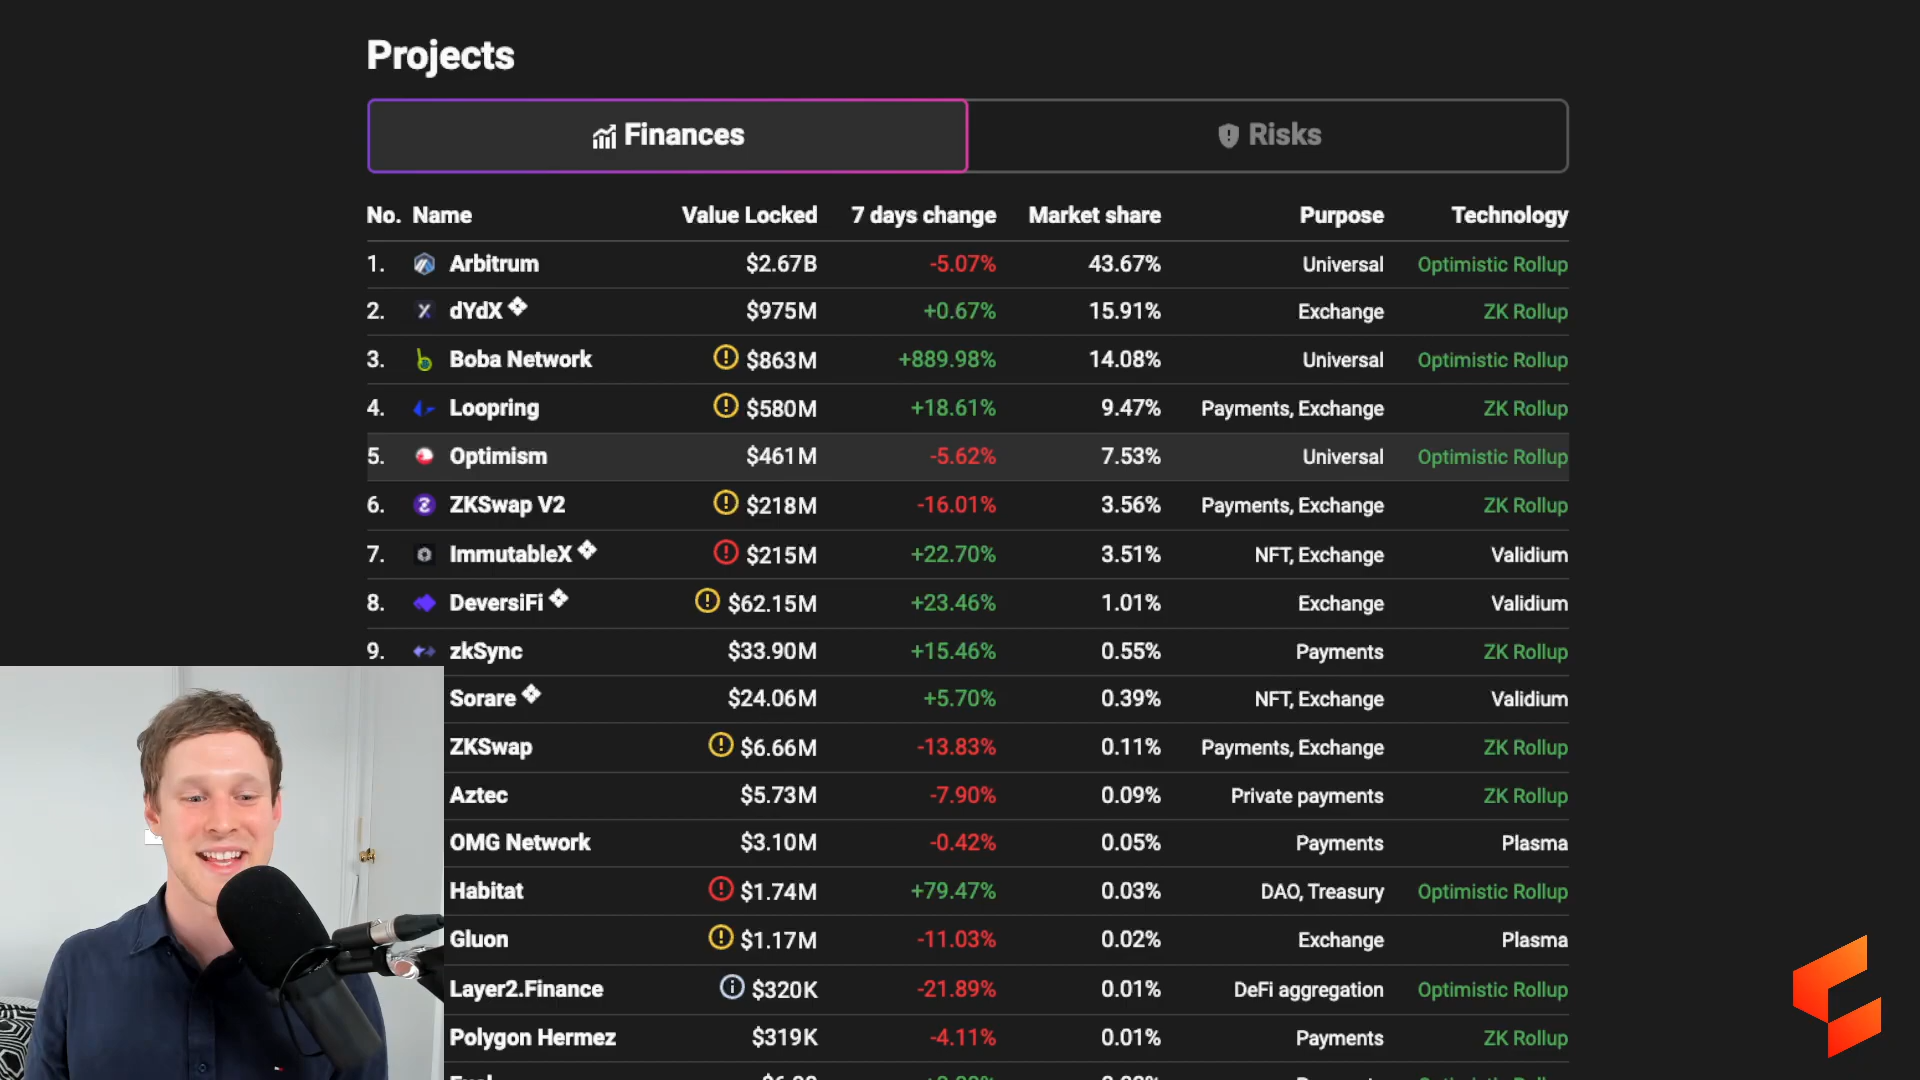 Projects
Finances
Risks
No. Name Value Locked 7 days change Market share Purpose Technology
1. Arbitrum $2.67B -5.07% 43.67% Universal Optimistic Rollup
2. dYdX $975M +0.67% 15.91% Exchange ZK Rollup
3. Boba Network $863M +889.98% 14.08% Universal Optimistic Rollup
4. Loopring $580M +18.61% 9.47% Payments, Exchange ZK Rollup
5. Optimism $461M -5.62% 7.53% Universal Optimistic Rollup
6. ZKSwap V2 $218M -16.01% 3.56% Payments, Exchange ZK Rollup
7. ImmutableX $215M +22.70% 3.51% NFT, Exchange Validium
8. DeversiFi $62.15M +23.46% 1.01% Exchange Validium
9. zkSync $33.90M +15.46% 0.55% Payments ZK Rollup
Sorare $24.06M +5.70% 0.39% NFT, Exchange Validium
ZKSwap $6.66M -13.83% 0.11% Payments, Exchange ZK Rollup
Aztec $5.73M -7.90% 0.09% Private payments ZK Rollup
OMG Network $3.10M -0.42% 0.05% Payments Plasma
Habitat $1.74M +79.47% 0.03% DAO, Treasury Optimistic Rollup
Gluon $1.17M -11.03% 0.02% Exchange Plasma
Layer2.Finance $320K -21.89% 0.01% DeFi aggregation Optimistic Rollup
Polygon Hermez $319K -4.11% 0.01% Payments ZK Rollup